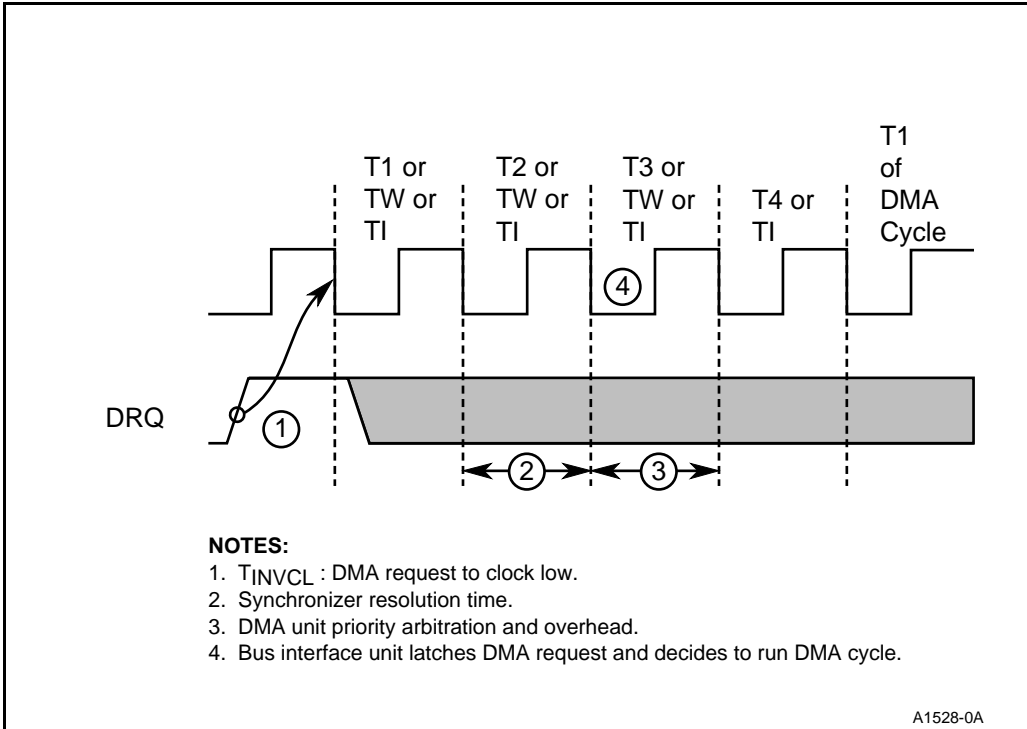 T1 or
TW or
TI
T2 or
TW or
TI
T3 or
TW or
TI
T4 or
TI
T1
of
DMA
Cycle
4
DRQ
1
2
3
NOTES:
1. TINVCL : DMA request to clock low.
2. Synchronizer resolution time.
3. DMA unit priority arbitration and overhead.
4. Bus interface unit latches DMA request and decides to run DMA cycle.
A1528-0A